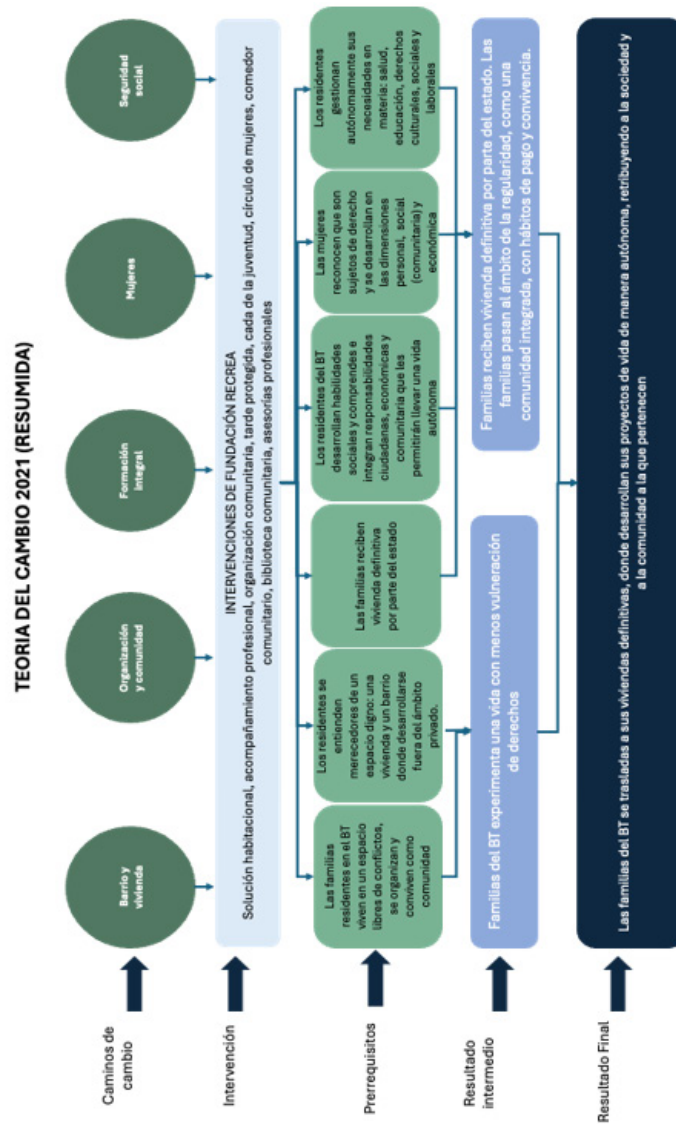 TEORIA DEL CAMBIO 2021 (RESUMIDA)
Caminos de
cambio
Barrio y
vivienda
Organización
y comunidad
Formación
integral
Mujeres
Seguridad
social
Intervención
INTERVENCIONES DE FUNDACIÓN RECREA
Solución habitacional, acompañamiento profesional, organización comunitaria, tarde protegida, cada de la juventud, círculo de mujeres, comedor
comunitario, biblioteca comunitaria, asesorías profesionales
Prerrequisitos
Las familias
residentes en el BT
viven en un espacio
libres de conflictos,
se organizan y
conviven como
comunidad
Los residentes se
entienden
merecedores de un
espacio digno: una
vivienda y un barrio
donde desarrollarse
fuera del ámbito
privado.
Las familias reciben
vivienda definitiva
por parte del estado
Los residentes del BT
desarrollan habilidades
sociales y comprendes e
integran responsabilidades
ciudadanas, económicas y
comunitaria que les
permitirán llevar una vida
autónoma
Las mujeres
reconocen que son
sujetos de derecho
y se desarrollan en
las dimensiones
personal, social
(comunitaria) y
económica
Los residentes
gestionan
autónomamente sus
necesidades en
materia: salud,
educación, derechos
culturales, sociales y
laborales
Resultado
intermedio
Familias del BT experimenta una vida con menos vulneración
de derechos
Familias reciben vivienda definitiva por parte del estado. Las
familias pasan al ámbito de la regularidad, como una
comunidad integrada, con hábitos de pago y convivencia.
Resultado Final
Las familias del BT se trasladas a sus viviendas definitivas, donde desarrollan sus proyectos de vida de manera autónoma, retribuyendo a la sociedad y
a la comunidad a la que pertenecen